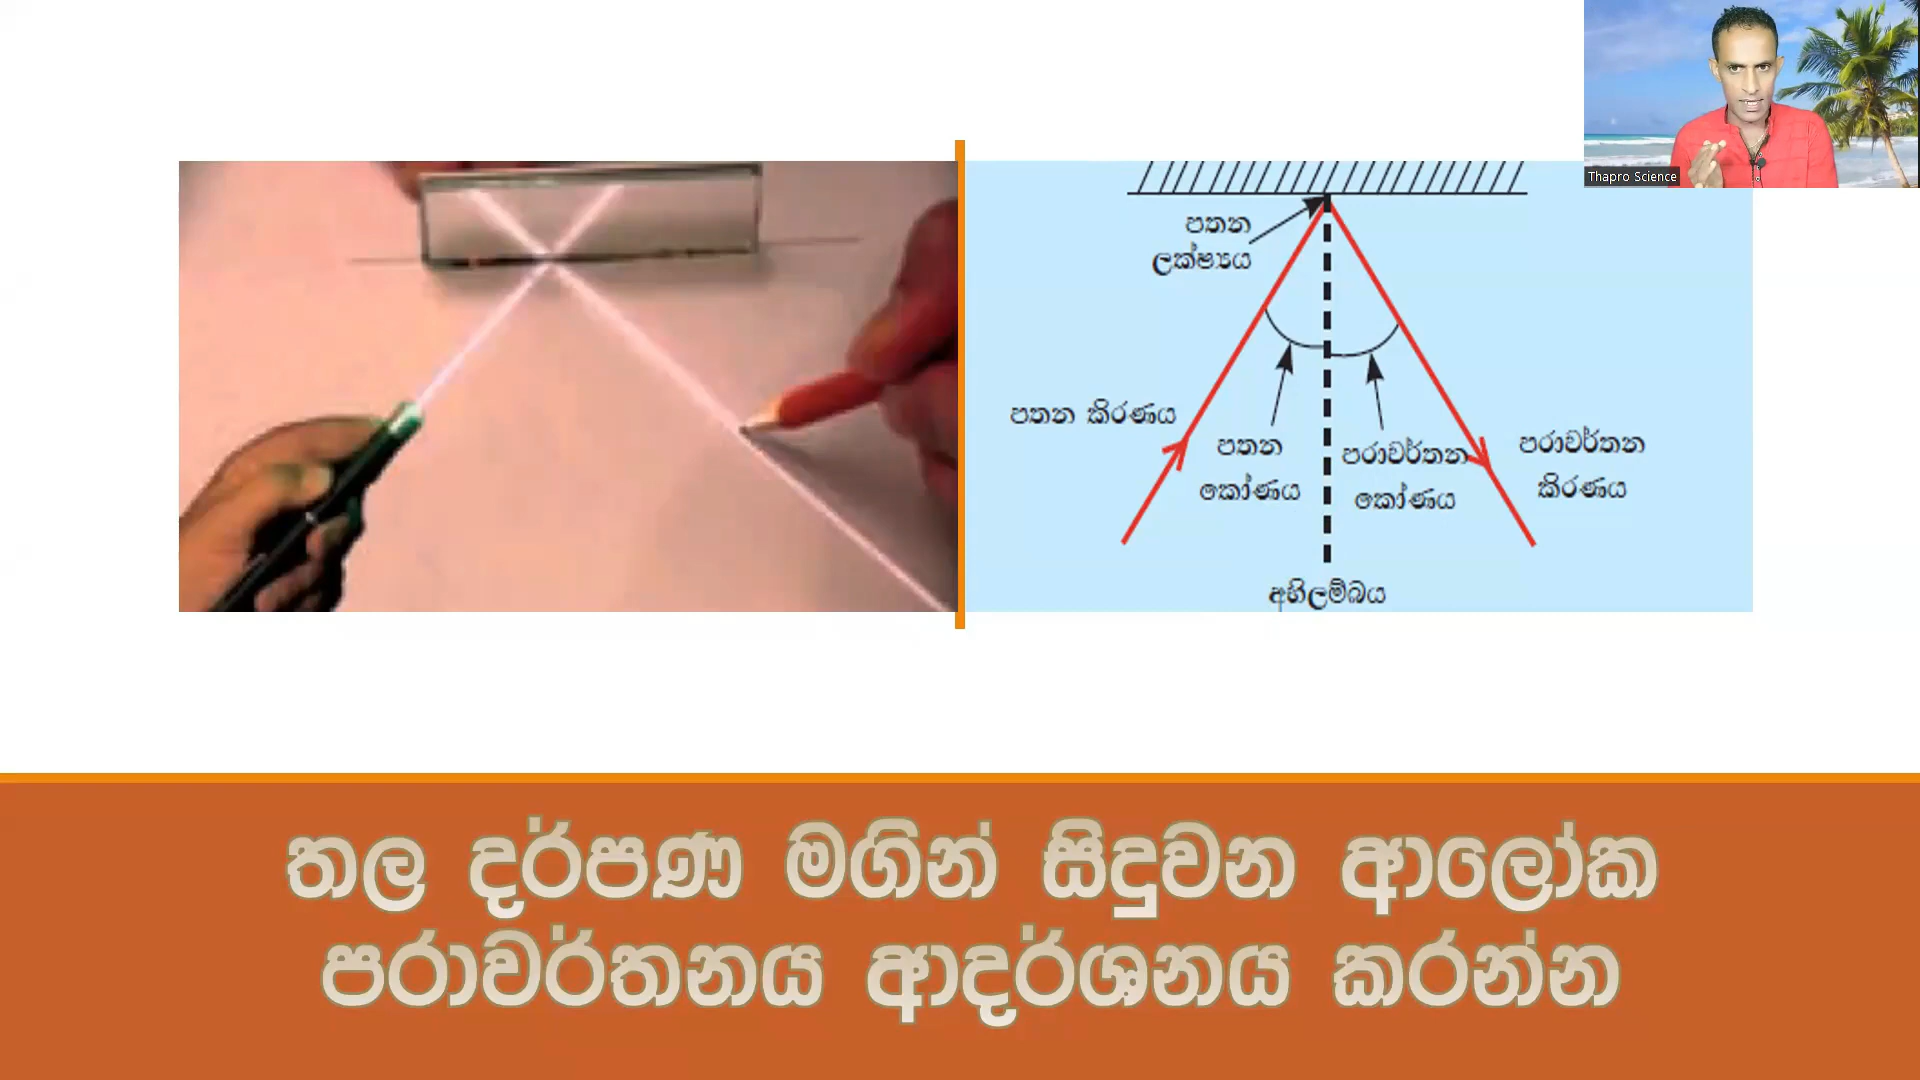 Thapro Science
පතන
ලක්ෂ්‍යය
පතන කිරණය
පතන
කෝණය
පරාවර්තන
කෝණය
පරාවර්තන
කිරණය
අභිලම්බය
තල දර්පණ මගින් සිදුවන ආලෝක
පරාවර්තනය ආදර්ශනය කරන්න